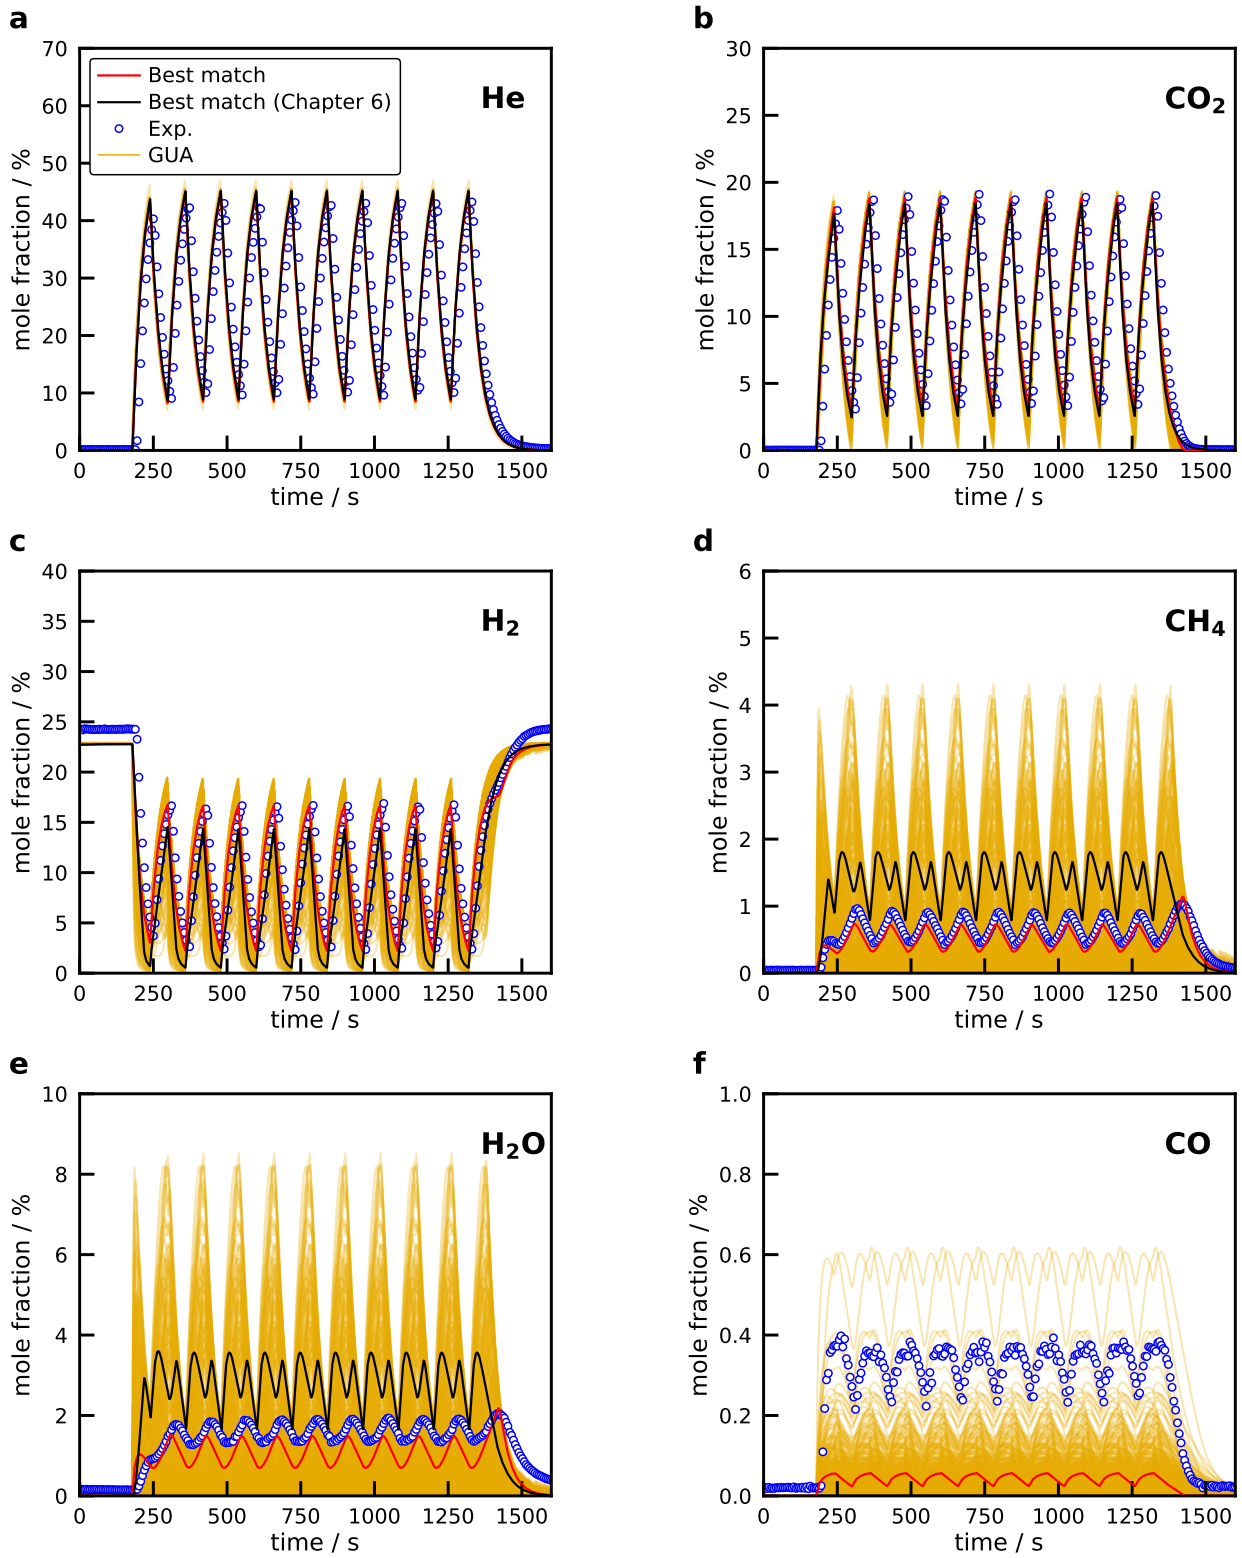 a
70
60
50
40
30
20
10
0
mole fraction / %
Best match
Best match (Chapter 6)
Exp.
GUA
He
0 250 500 750 1000 1250 1500
time / s
b
30
25
20
15
10
5
0
mole fraction / %
CO₂
0 250 500 750 1000 1250 1500
time / s
c
40
35
30
25
20
15
10
5
0
mole fraction / %
H₂
0 250 500 750 1000 1250 1500
time / s
d
6
5
4
3
2
1
0
mole fraction / %
CH₄
0 250 500 750 1000 1250 1500
time / s
e
10
8
6
4
2
0
mole fraction / %
H₂O
0 250 500 750 1000 1250 1500
time / s
f
1.0
0.8
0.6
0.4
0.2
0.0
mole fraction / %
CO
0 250 500 750 1000 1250 1500
time / s